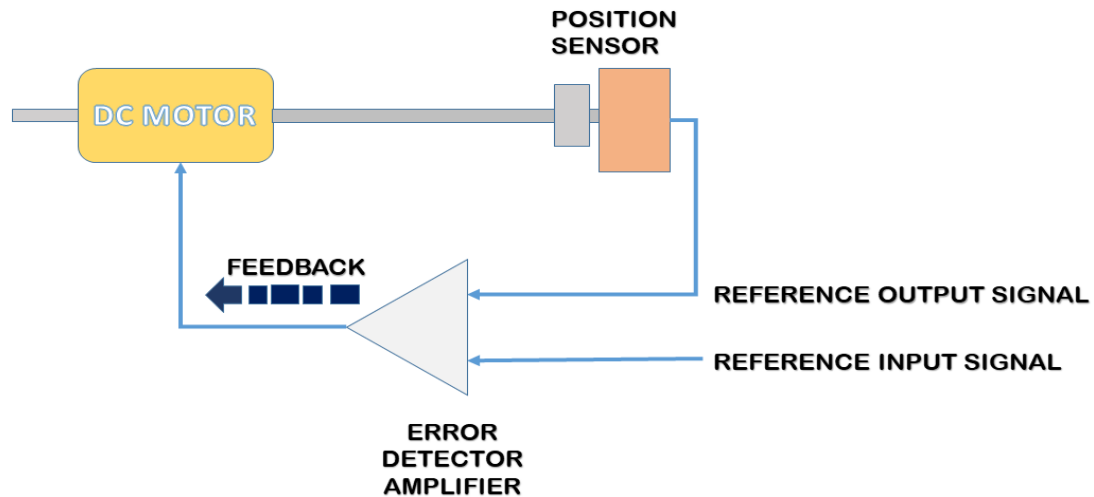 POSITION
SENSOR
DC MOTOR
FEEDBACK
REFERENCE OUTPUT SIGNAL
REFERENCE INPUT SIGNAL
ERROR
DETECTOR
AMPLIFIER